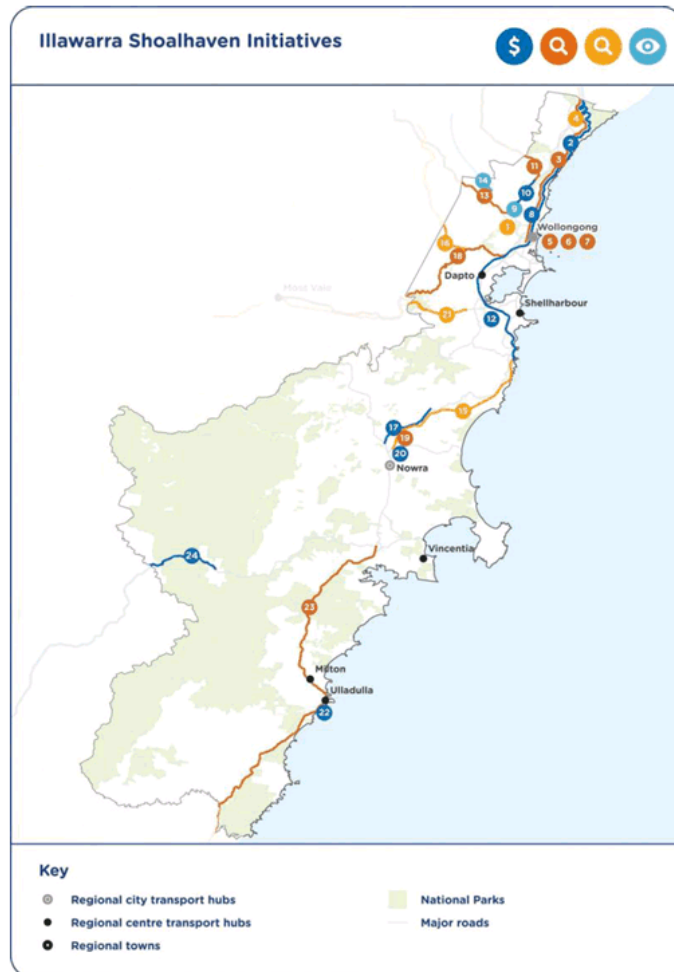 Illawarra Shoalhaven Initiatives
$
4
2
3
11
14
10
13
9
8
1
Wollongong
5 6 7
16
18
Dapto
Moss Vale
Shellharbour
21
12
15
17
19
20
Nowra
Vincentia
24
23
Milton
Ulladulla
22
Key
Regional city transport hubs
National Parks
Regional centre transport hubs
Major roads
Regional towns